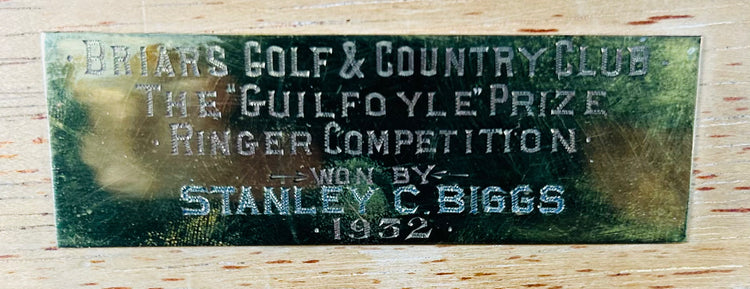 · BRIARS GOLF & COUNTRY CLUB ·
THE "GUILFOYLE" PRIZE
· RINGER COMPETITION ·
WON BY
STANLEY C. BIGGS
· 1932 ·